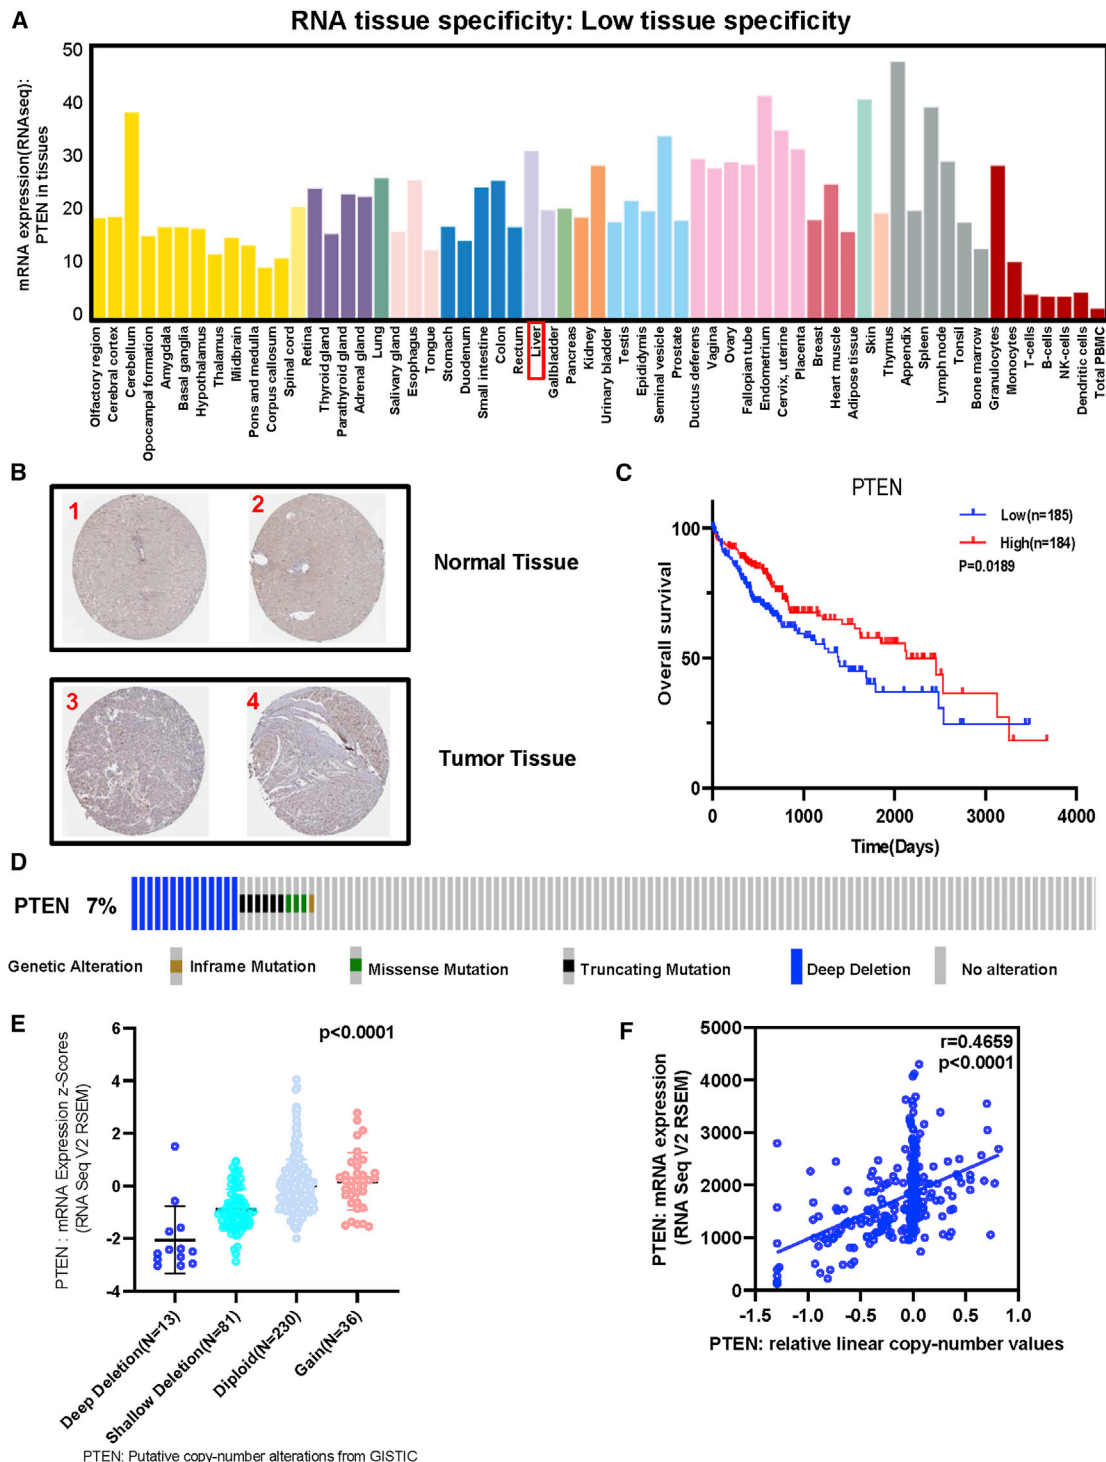 A
RNA tissue specificity: Low tissue specificity
mRNA expression(RNAseq):
PTEN in tissues
50
40
30
20
10
0
Olfactory region
Cerebral cortex
Cerebellum
Opocampal formation
Amygdala
Basal ganglia
Hypothalamus
Thalamus
Midbrain
Pons and medulla
Corpus callosum
Spinal cord
Retina
Thyroid gland
Parathyroid gland
Adrenal gland
Lung
Salivary gland
Esophagus
Tongue
Stomach
Duodenum
Small intestine
Colon
Rectum
Liver
Gallbladder
Pancreas
Kidney
Urinary bladder
Testis
Epididymis
Seminal vesicle
Prostate
Ductus deferens
Vagina
Ovary
Fallopian tube
Endometrium
Cervix, uterine
Placenta
Breast
Heart muscle
Adipose tissue
Skin
Thymus
Appendix
Spleen
Lymph node
Tonsil
Bone marrow
Granulocytes
Monocytes
T-cells
B-cells
NK-cells
Dendritic cells
Total PBMC
B
1
2
Normal Tissue
3
4
Tumor Tissue
C
PTEN
Low(n=185)
High(n=184)
P=0.0189
Overall survival
100
50
0
0 1000 2000 3000 4000
Time(Days)
D
PTEN 7%
Genetic Alteration Inframe Mutation Missense Mutation Truncating Mutation Deep Deletion No alteration
E
p<0.0001
PTEN : mRNA Expression z-Scores
(RNA Seq V2 RSEM)
6
4
2
0
-2
-4
Deep Deletion(N=13)
Shallow Deletion(N=81)
Diploid(N=230)
Gain(N=36)
PTEN: Putative copy-number alterations from GISTIC
F
r=0.4659
p<0.0001
PTEN: mRNA expression
(RNA Seq V2 RSEM)
5000
4000
3000
2000
1000
0
-1.5 -1.0 -0.5 0.0 0.5 1.0
PTEN: relative linear copy-number values